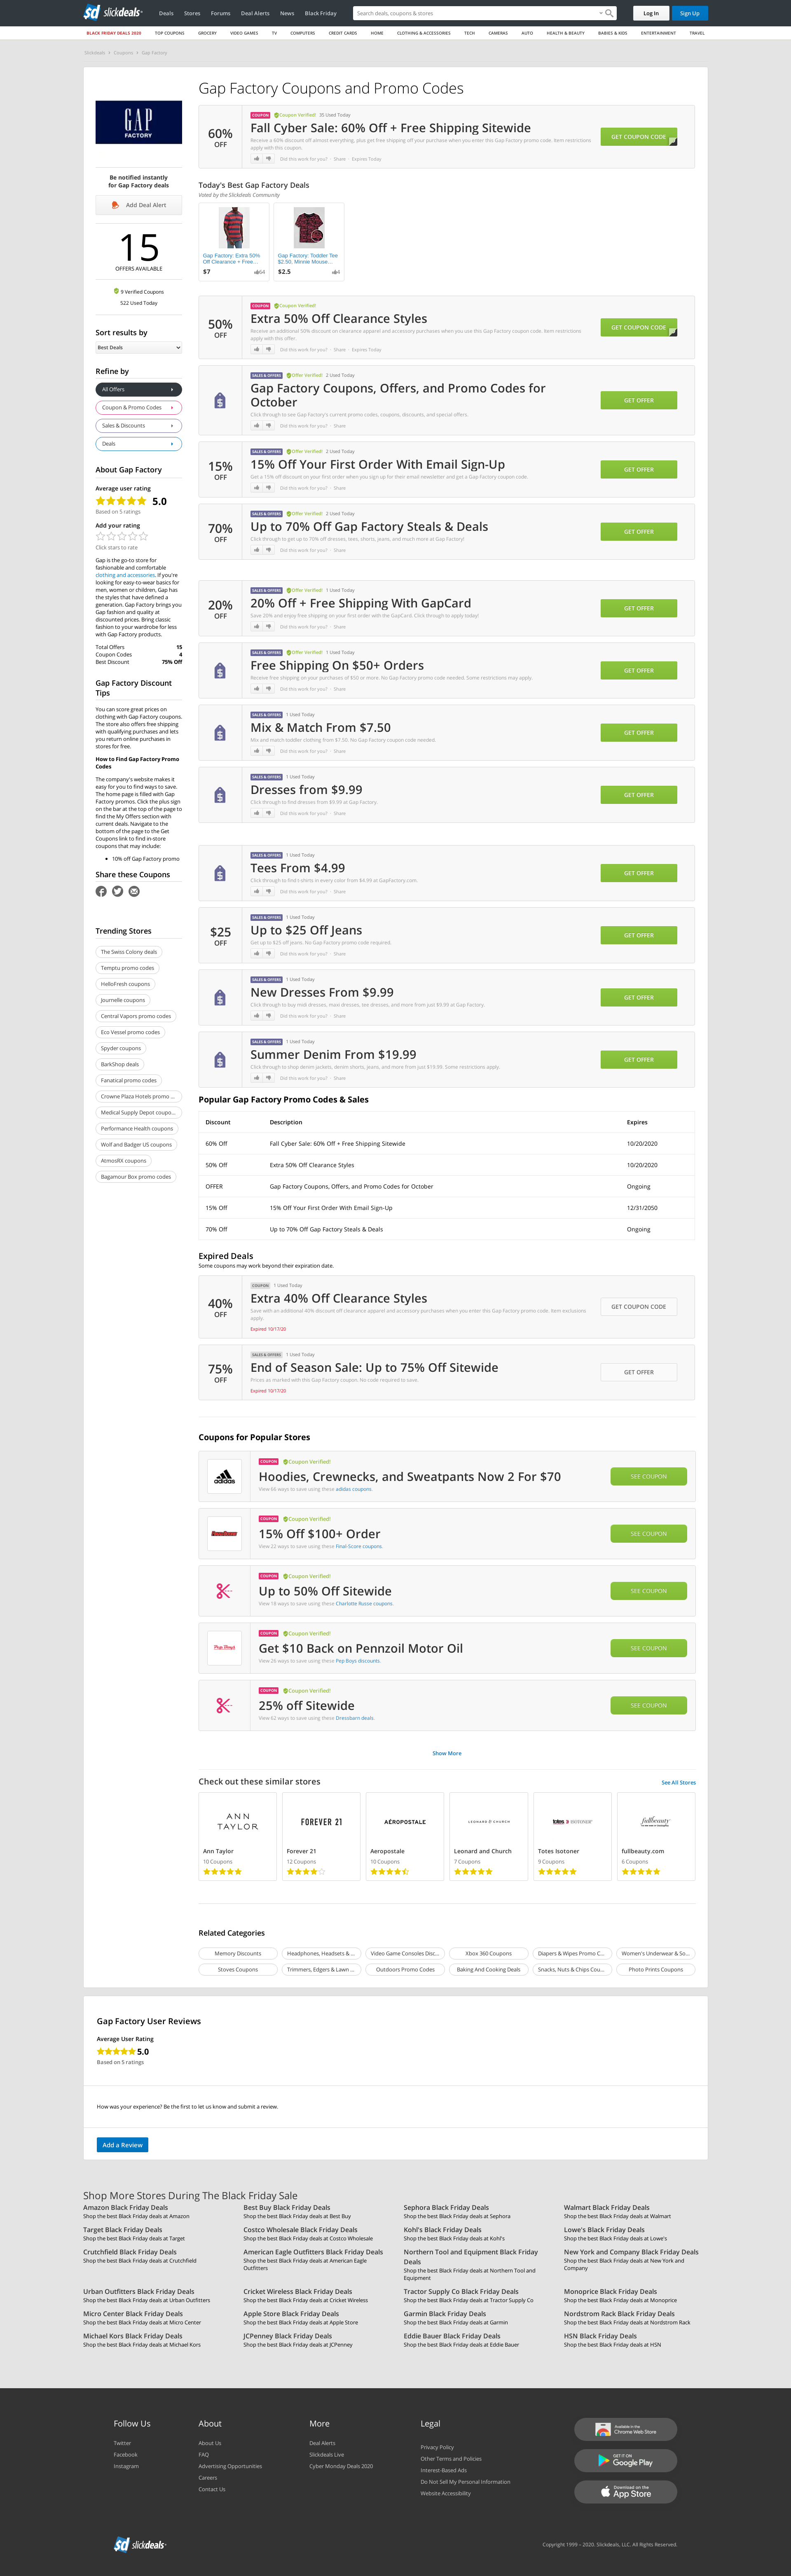 slickdeals
Deals
Stores
Forums
Deal Alerts
News
Black Friday
Search deals, coupons & stores
Log In
Sign Up
BLACK FRIDAY DEALS 2020
TOP COUPONS
GROCERY
VIDEO GAMES
TV
COMPUTERS
CREDIT CARDS
HOME
CLOTHING & ACCESSORIES
TECH
CAMERAS
AUTO
HEALTH & BEAUTY
BABIES & KIDS
ENTERTAINMENT
TRAVEL
Slickdeals › Coupons › Gap Factory
GAP
FACTORY
Be notified instantly
for Gap Factory deals
Add Deal Alert
15
OFFERS AVAILABLE
9 Verified Coupons
522 Used Today
Sort results by
Best Deals
Refine by
All Offers
Coupon & Promo Codes
Sales & Discounts
Deals
About Gap Factory
Average user rating
5.0
Based on 5 ratings
Add your rating
Click stars to rate
Gap is the go-to store for
fashionable and comfortable
clothing and accessories. If you're
looking for easy-to-wear basics for
men, women or children, Gap has
the styles that have defined a
generation. Gap Factory brings you
Gap fashion and quality at
discounted prices. Bring classic
fashion to your wardrobe for less
with Gap Factory products.
Total Offers 15
Coupon Codes 4
Best Discount 75% Off
Gap Factory Discount
Tips
You can score great prices on
clothing with Gap Factory coupons.
The store also offers free shipping
with qualifying purchases and lets
you return online purchases in
stores for free.
How to Find Gap Factory Promo
Codes
The company's website makes it
easy for you to find ways to save.
The home page is filled with Gap
Factory promos. Click the plus sign
on the bar at the top of the page to
find the My Offers section with
current deals. Navigate to the
bottom of the page to the Get
Coupons link to find in-store
coupons that may include:
• 10% off Gap Factory promo
Share these Coupons
Trending Stores
The Swiss Colony deals
Temptu promo codes
HelloFresh coupons
Journelle coupons
Central Vapors promo codes
Eco Vessel promo codes
Spyder coupons
BarkShop deals
Fanatical promo codes
Crowne Plaza Hotels promo ...
Medical Supply Depot coupo...
Performance Health coupons
Wolf and Badger US coupons
AtmosRX coupons
Bagamour Box promo codes
Gap Factory Coupons and Promo Codes
60%
OFF
COUPON Coupon Verified! 35 Used Today
Fall Cyber Sale: 60% Off + Free Shipping Sitewide
Receive a 60% discount off almost everything, plus get free shipping off your purchase when you enter this Gap Factory promo code. Item restrictions
apply with this coupon.
Did this work for you? · Share · Expires Today
GET COUPON CODE
Today's Best Gap Factory Deals
Voted by the Slickdeals Community
Gap Factory: Extra 50%
Off Clearance + Free...
$7
54
Gap Factory: Toddler Tee
$2.50, Minnie Mouse...
$2.5
4
50%
OFF
COUPON Coupon Verified!
Extra 50% Off Clearance Styles
Receive an additional 50% discount on clearance apparel and accessory purchases when you use this Gap Factory coupon code. Item restrictions
apply with this offer.
Did this work for you? · Share · Expires Today
GET COUPON CODE
$
SALES & OFFERS Offer Verified! 2 Used Today
Gap Factory Coupons, Offers, and Promo Codes for
October
Click through to see Gap Factory's current promo codes, coupons, discounts, and special offers.
Did this work for you? · Share
GET OFFER
15%
OFF
SALES & OFFERS Offer Verified! 2 Used Today
15% Off Your First Order With Email Sign-Up
Get a 15% off discount on your first order when you sign up for their email newsletter and get a Gap Factory coupon code.
Did this work for you? · Share
GET OFFER
70%
OFF
SALES & OFFERS Offer Verified! 2 Used Today
Up to 70% Off Gap Factory Steals & Deals
Click through to get up to 70% off dresses, tees, shorts, jeans, and much more at Gap Factory!
Did this work for you? · Share
GET OFFER
20%
OFF
SALES & OFFERS Offer Verified! 1 Used Today
20% Off + Free Shipping With GapCard
Save 20% and enjoy free shipping on your first order with the GapCard. Click through to apply today!
Did this work for you? · Share
GET OFFER
$
SALES & OFFERS Offer Verified! 1 Used Today
Free Shipping On $50+ Orders
Receive free shipping on your purchases of $50 or more. No Gap Factory promo code needed. Some restrictions may apply.
Did this work for you? · Share
GET OFFER
$
SALES & OFFERS 1 Used Today
Mix & Match From $7.50
Mix and match toddler clothing from $7.50. No Gap Factory coupon code needed.
Did this work for you? · Share
GET OFFER
$
SALES & OFFERS 1 Used Today
Dresses from $9.99
Click through to find dresses from $9.99 at Gap Factory.
Did this work for you? · Share
GET OFFER
$
SALES & OFFERS 1 Used Today
Tees From $4.99
Click through to find t-shirts in every color from $4.99 at GapFactory.com.
Did this work for you? · Share
GET OFFER
$25
OFF
SALES & OFFERS 1 Used Today
Up to $25 Off Jeans
Get up to $25 off jeans. No Gap Factory promo code required.
Did this work for you? · Share
GET OFFER
$
SALES & OFFERS 1 Used Today
New Dresses From $9.99
Click through to buy midi dresses, maxi dresses, tee dresses, and more from just $9.99 at Gap Factory.
Did this work for you? · Share
GET OFFER
$
SALES & OFFERS 1 Used Today
Summer Denim From $19.99
Click through to shop denim jackets, denim shorts, jeans, and more from just $19.99. Some restrictions apply.
Did this work for you? · Share
GET OFFER
Popular Gap Factory Promo Codes & Sales
Discount Description Expires
60% Off Fall Cyber Sale: 60% Off + Free Shipping Sitewide 10/20/2020
50% Off Extra 50% Off Clearance Styles 10/20/2020
OFFER Gap Factory Coupons, Offers, and Promo Codes for October Ongoing
15% Off 15% Off Your First Order With Email Sign-Up 12/31/2050
70% Off Up to 70% Off Gap Factory Steals & Deals Ongoing
Expired Deals
Some coupons may work beyond their expiration date.
40%
OFF
COUPON 1 Used Today
Extra 40% Off Clearance Styles
Save with an additional 40% discount off clearance apparel and accessory purchases when you enter this Gap Factory promo code. Item exclusions
apply.
Expired 10/17/20
GET COUPON CODE
75%
OFF
SALES & OFFERS 1 Used Today
End of Season Sale: Up to 75% Off Sitewide
Prices as marked with this Gap Factory coupon. No code required to save.
Expired 10/17/20
GET OFFER
Coupons for Popular Stores
adidas
COUPON Coupon Verified!
Hoodies, Crewnecks, and Sweatpants Now 2 For $70
View 66 ways to save using these adidas coupons.
SEE COUPON
COUPON Coupon Verified!
15% Off $100+ Order
View 22 ways to save using these Final-Score coupons.
SEE COUPON
COUPON Coupon Verified!
Up to 50% Off Sitewide
View 18 ways to save using these Charlotte Russe coupons.
SEE COUPON
Pep Boys
COUPON Coupon Verified!
Get $10 Back on Pennzoil Motor Oil
View 26 ways to save using these Pep Boys discounts.
SEE COUPON
COUPON Coupon Verified!
25% off Sitewide
View 62 ways to save using these Dressbarn deals.
SEE COUPON
Show More
Check out these similar stores
See All Stores
ANN
TAYLOR
Ann Taylor
10 Coupons
FOREVER 21
Forever 21
12 Coupons
AÉROPOSTALE
Aeropostale
10 Coupons
LEONARD & CHURCH
Leonard and Church
7 Coupons
totes ISOTONER
Totes Isotoner
9 Coupons
fullbeauty
fullbeauty.com
6 Coupons
Related Categories
Memory Discounts
Headphones, Headsets & ...
Video Game Consoles Disc...
Xbox 360 Coupons
Diapers & Wipes Promo C...
Women's Underwear & So...
Stoves Coupons
Trimmers, Edgers & Lawn ...
Outdoors Promo Codes
Baking And Cooking Deals
Snacks, Nuts & Chips Cou...
Photo Prints Coupons
Gap Factory User Reviews
Average User Rating
5.0
Based on 5 ratings
How was your experience? Be the first to let us know and submit a review.
Add a Review
Shop More Stores During The Black Friday Sale
Amazon Black Friday Deals
Shop the best Black Friday deals at Amazon
Best Buy Black Friday Deals
Shop the best Black Friday deals at Best Buy
Sephora Black Friday Deals
Shop the best Black Friday deals at Sephora
Walmart Black Friday Deals
Shop the best Black Friday deals at Walmart
Target Black Friday Deals
Shop the best Black Friday deals at Target
Costco Wholesale Black Friday Deals
Shop the best Black Friday deals at Costco Wholesale
Kohl's Black Friday Deals
Shop the best Black Friday deals at Kohl's
Lowe's Black Friday Deals
Shop the best Black Friday deals at Lowe's
Crutchfield Black Friday Deals
Shop the best Black Friday deals at Crutchfield
American Eagle Outfitters Black Friday Deals
Shop the best Black Friday deals at American Eagle
Outfitters
Northern Tool and Equipment Black Friday
Deals
Shop the best Black Friday deals at Northern Tool and
Equipment
New York and Company Black Friday Deals
Shop the best Black Friday deals at New York and
Company
Urban Outfitters Black Friday Deals
Shop the best Black Friday deals at Urban Outfitters
Cricket Wireless Black Friday Deals
Shop the best Black Friday deals at Cricket Wireless
Tractor Supply Co Black Friday Deals
Shop the best Black Friday deals at Tractor Supply Co
Monoprice Black Friday Deals
Shop the best Black Friday deals at Monoprice
Micro Center Black Friday Deals
Shop the best Black Friday deals at Micro Center
Apple Store Black Friday Deals
Shop the best Black Friday deals at Apple Store
Garmin Black Friday Deals
Shop the best Black Friday deals at Garmin
Nordstrom Rack Black Friday Deals
Shop the best Black Friday deals at Nordstrom Rack
Michael Kors Black Friday Deals
Shop the best Black Friday deals at Michael Kors
JCPenney Black Friday Deals
Shop the best Black Friday deals at JCPenney
Eddie Bauer Black Friday Deals
Shop the best Black Friday deals at Eddie Bauer
HSN Black Friday Deals
Shop the best Black Friday deals at HSN
Follow Us
Twitter
Facebook
Instagram
About
About Us
FAQ
Advertising Opportunities
Careers
Contact Us
More
Deal Alerts
Slickdeals Live
Cyber Monday Deals 2020
Legal
Privacy Policy
Other Terms and Policies
Interest-Based Ads
Do Not Sell My Personal Information
Website Accessibility
Available in the
Chrome Web Store
GET IT ON
Google Play
Download on the
App Store
slickdeals
Copyright 1999 - 2020. Slickdeals, LLC. All Rights Reserved.